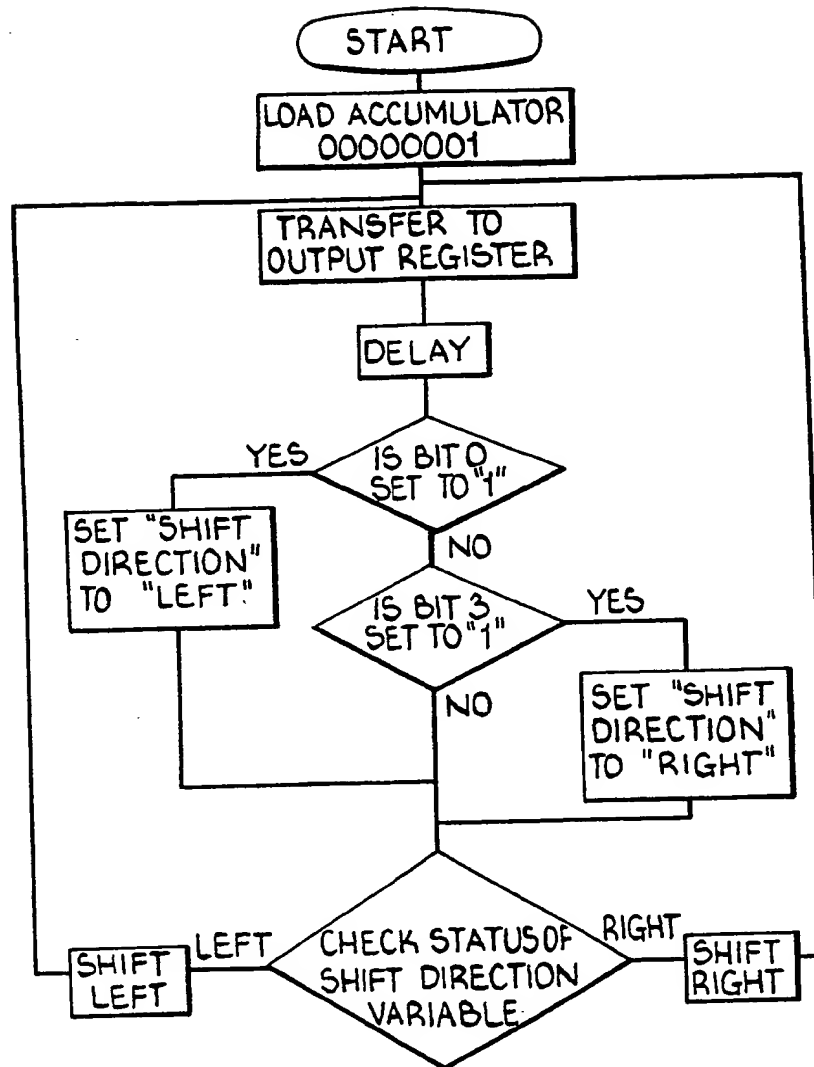 START
LOAD ACCUMULATOR
00000001
TRANSFER TO
OUTPUT REGISTER
DELAY
IS BIT 0
SET TO "1"
YES
NO
SET "SHIFT
DIRECTION"
TO "LEFT."
IS BIT 3
SET TO "1"
YES
NO
SET "SHIFT
DIRECTION"
TO "RIGHT"
CHECK STATUS OF
SHIFT DIRECTION
VARIABLE
LEFT
SHIFT
LEFT
RIGHT
SHIFT
RIGHT